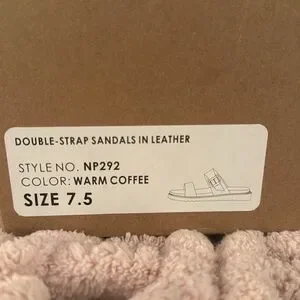 DOUBLE-STRAP SANDALS IN LEATHER
STYLE NO. NP292
COLOR: WARM COFFEE
SIZE 7.5